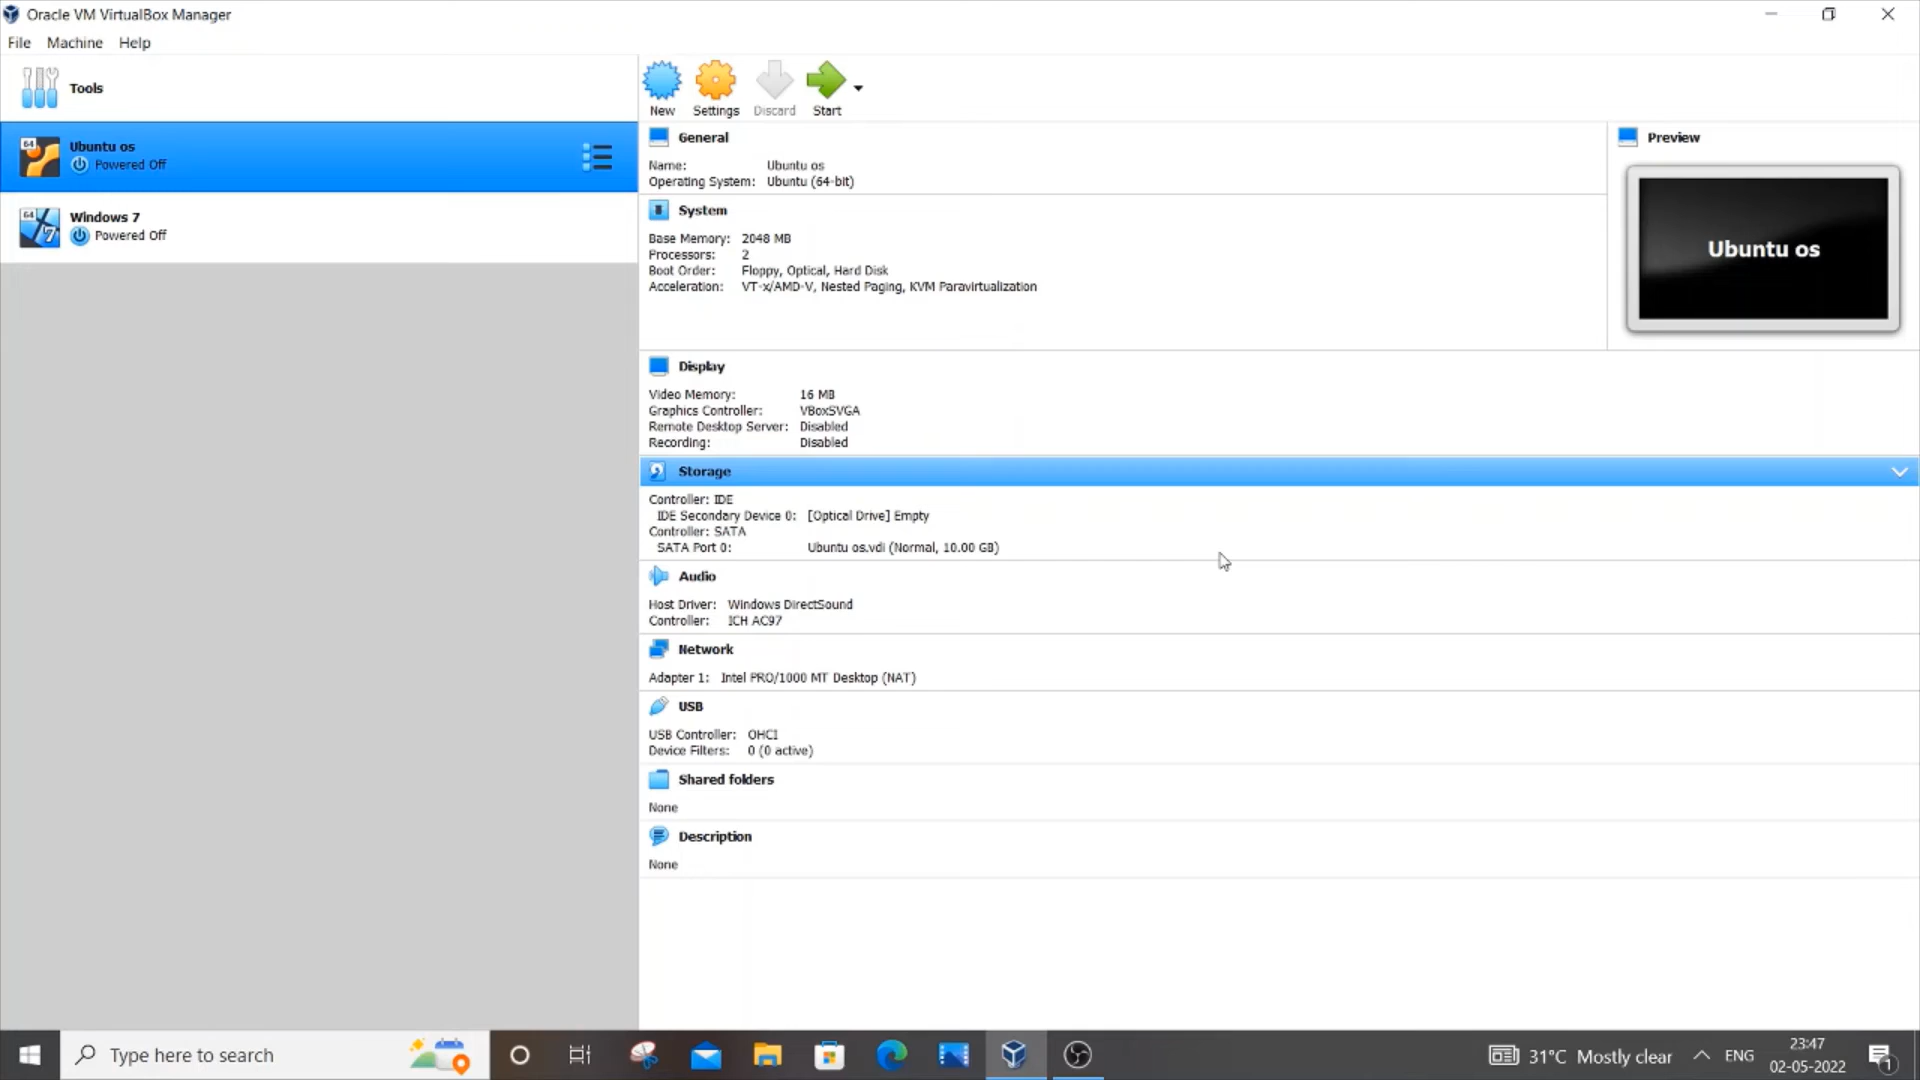 Oracle VM VirtualBox Manager
File Machine Help
Tools
New Settings Discard Start
64
Ubuntu os
Powered Off
64
7
Windows 7
Powered Off
General
Name: Ubuntu os
Operating System: Ubuntu (64-bit)
System
Base Memory: 2048 MB
Processors: 2
Boot Order: Floppy, Optical, Hard Disk
Acceleration: VT-x/AMD-V, Nested Paging, KVM Paravirtualization
Preview
Ubuntu os
Display
Video Memory: 16 MB
Graphics Controller: VBoxSVGA
Remote Desktop Server: Disabled
Recording: Disabled
Storage
Controller: IDE
IDE Secondary Device 0: [Optical Drive] Empty
Controller: SATA
SATA Port 0: Ubuntu os.vdi (Normal, 10.00 GB)
Audio
Host Driver: Windows DirectSound
Controller: ICH AC97
Network
Adapter 1: Intel PRO/1000 MT Desktop (NAT)
USB
USB Controller: OHCI
Device Filters: 0 (0 active)
Shared folders
None
Description
None
Type here to search
31°C Mostly clear
ENG
23:47
02-05-2022
1